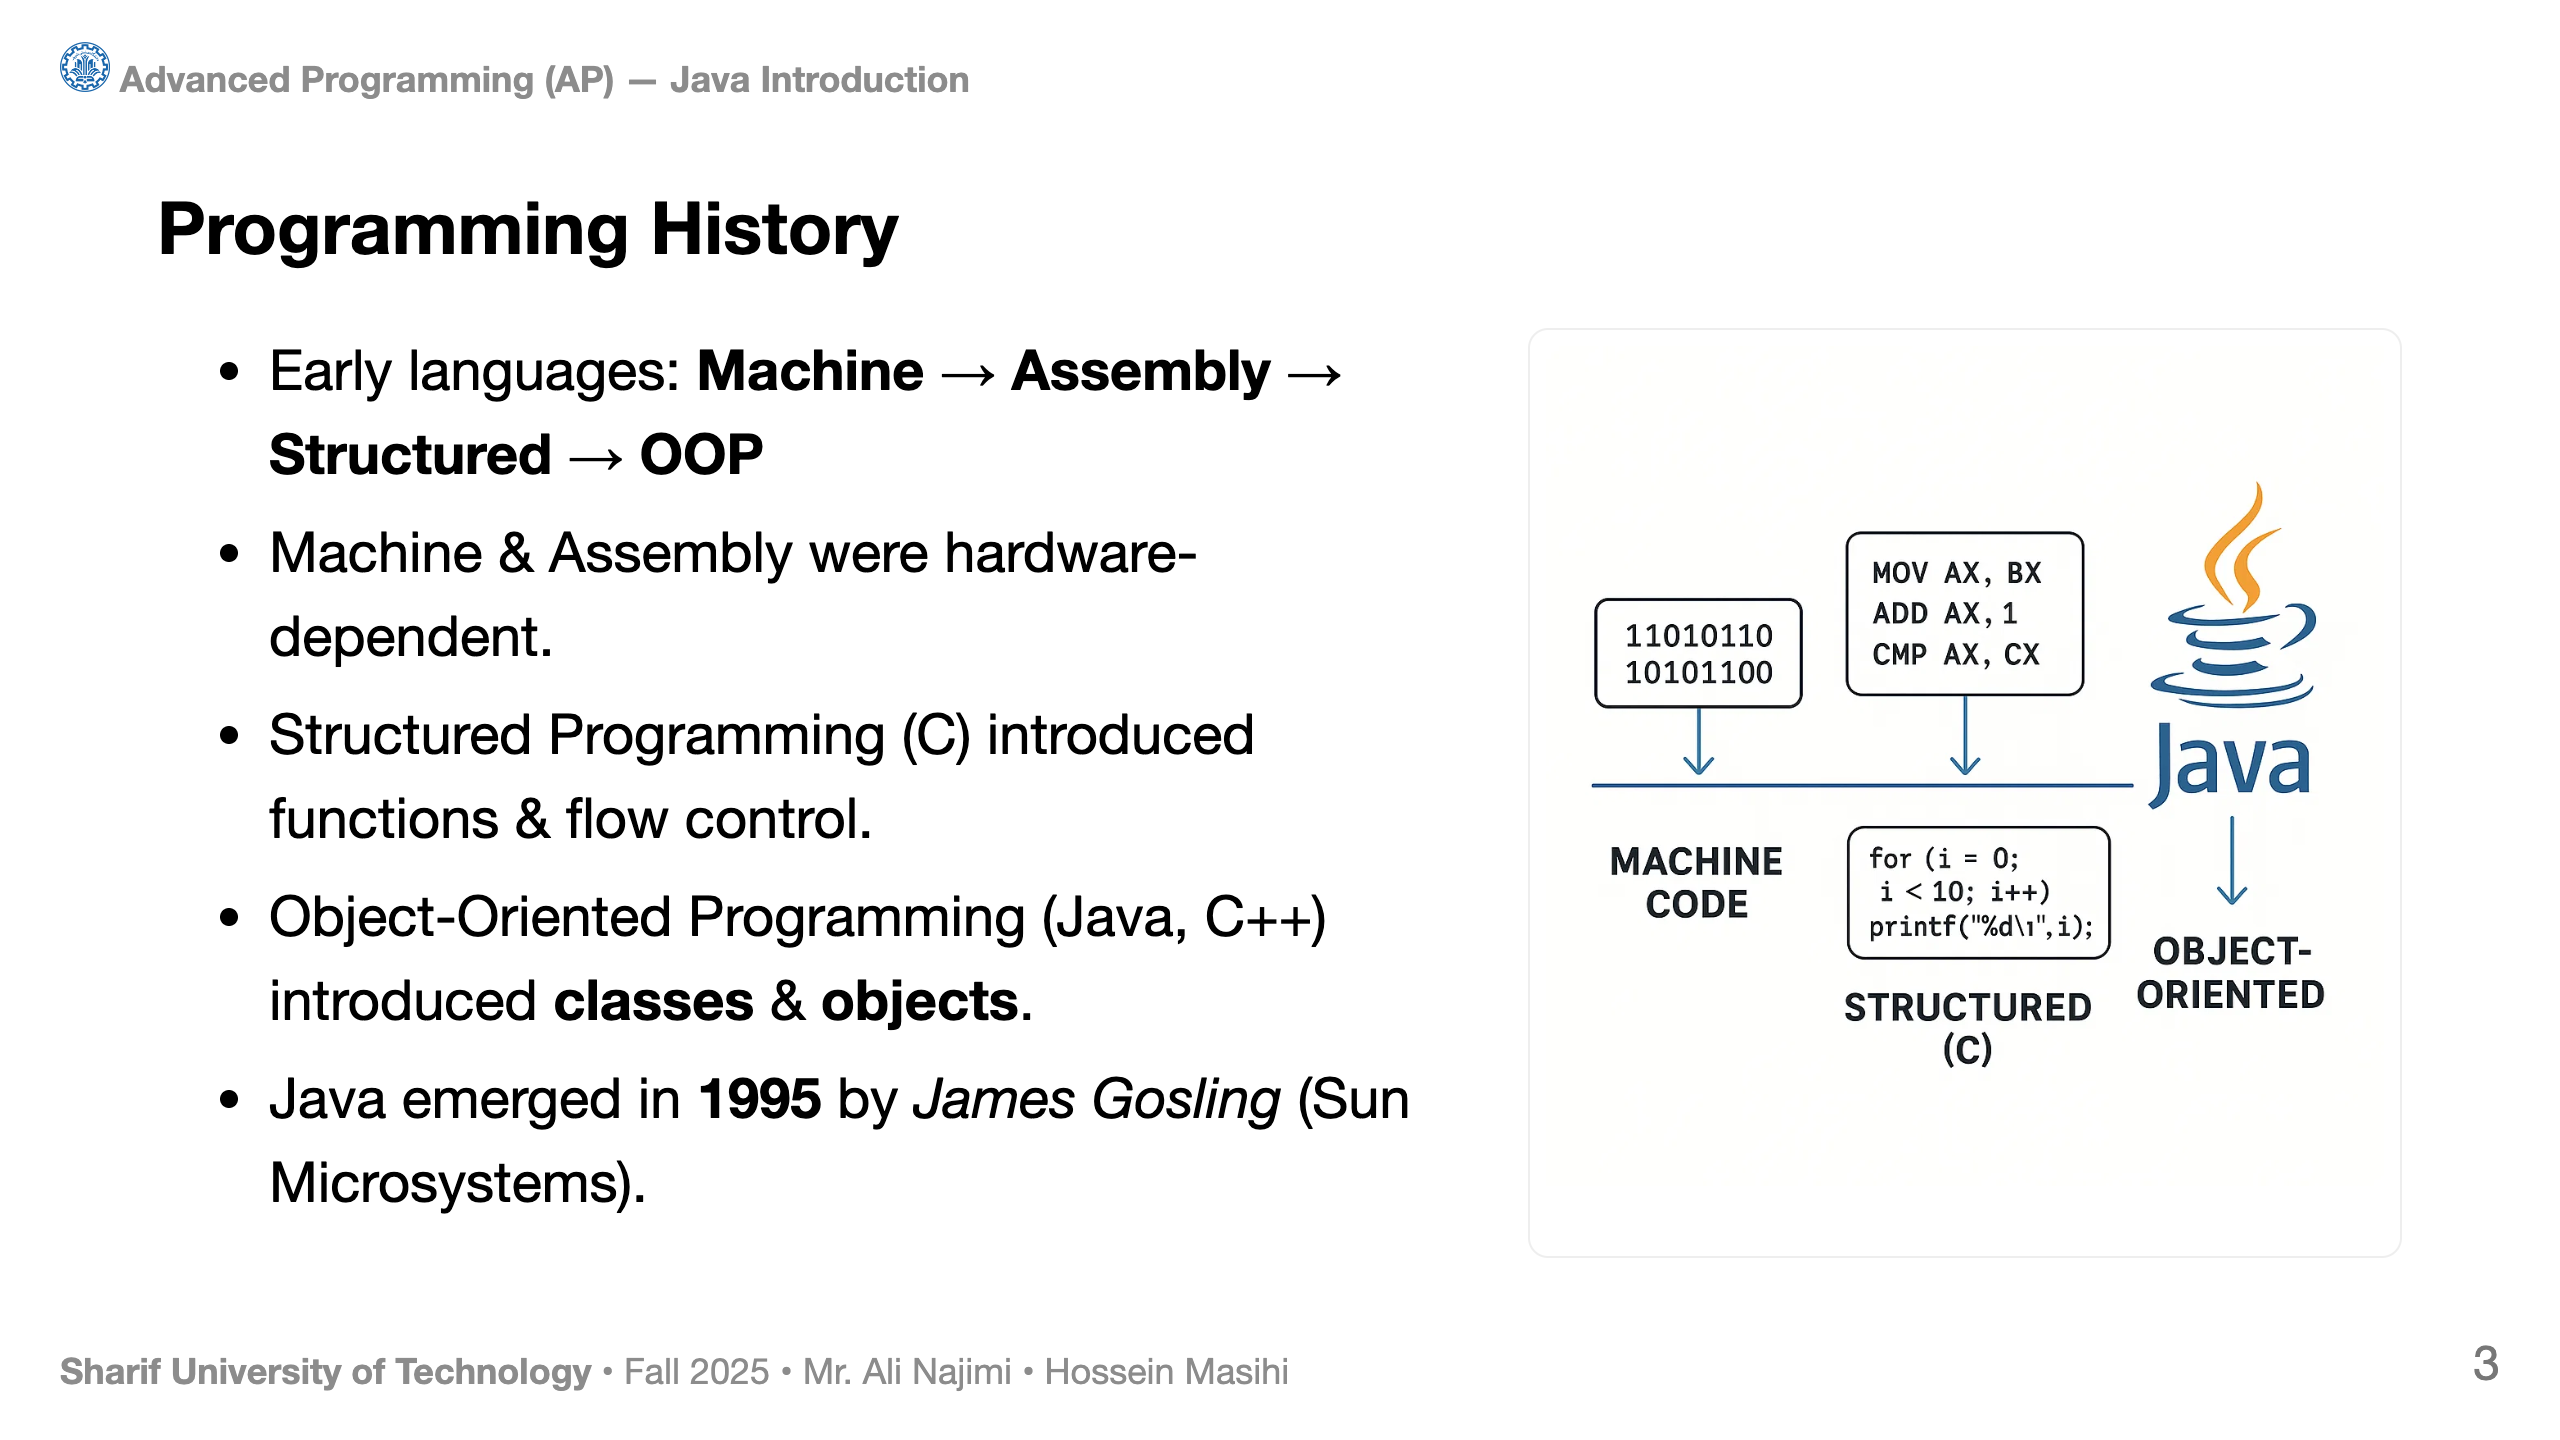 Advanced Programming (AP) — Java Introduction
Programming History
• Early languages: Machine → Assembly →
Structured → OOP
• Machine & Assembly were hardware-
dependent.
• Structured Programming (C) introduced
functions & flow control.
• Object-Oriented Programming (Java, C++)
introduced classes & objects.
• Java emerged in 1995 by James Gosling (Sun
Microsystems).
11010110
10101100
MACHINE
CODE
MOV AX, BX
ADD AX, 1
CMP AX, CX
for (i = 0;
i < 10; i++)
printf("%d\ı",i);
STRUCTURED
(C)
Java
OBJECT-
ORIENTED
Sharif University of Technology • Fall 2025 • Mr. Ali Najimi • Hossein Masihi
3